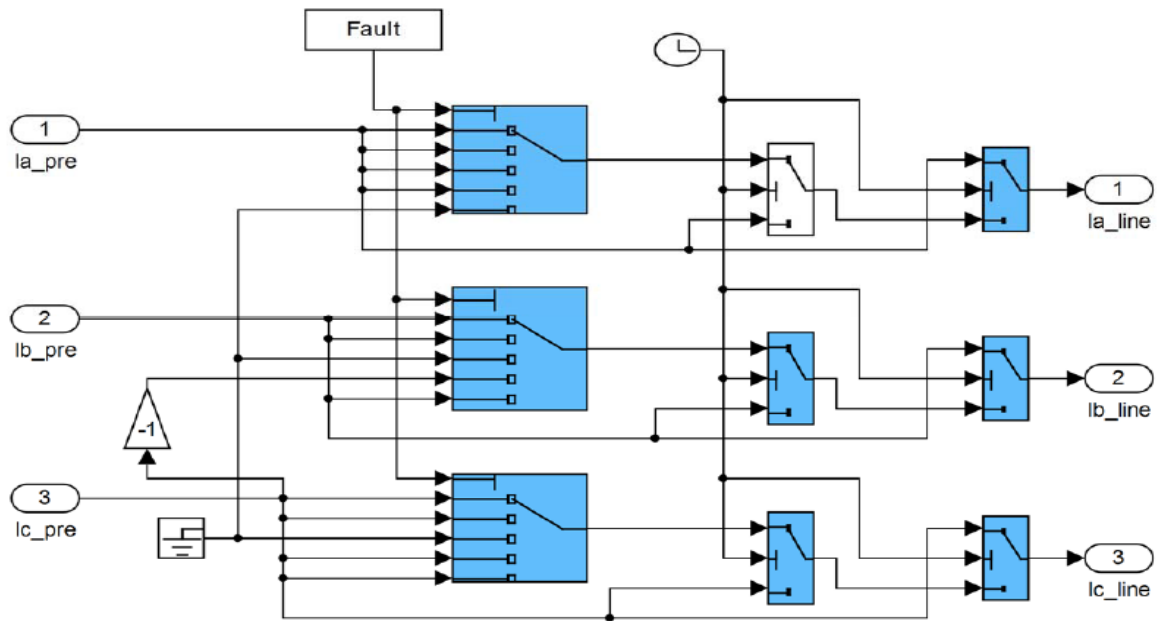 Fault
1
Ia_pre
1
Ia_line
2
Ib_pre
2
Ib_line
-1
3
Ic_pre
3
Ic_line